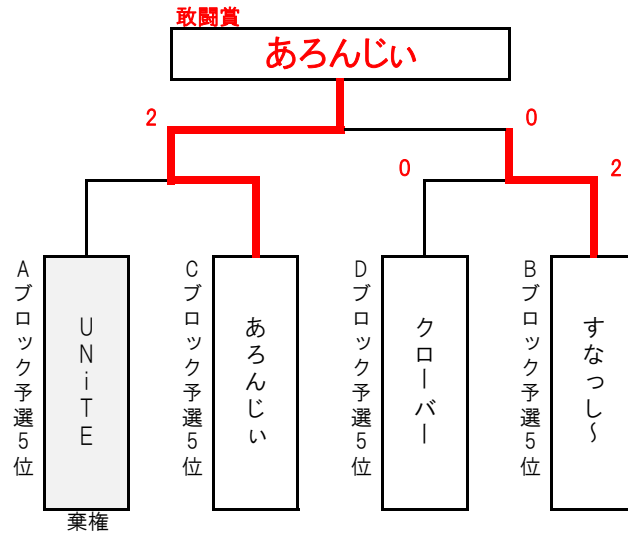 敢闘賞
あろんじぃ
2
0
0
2
Aブロック予選5位
UNiTE
Cブロック予選5位
あろんじぃ
Dブロック予選5位
クローバー
Bブロック予選5位
すなっし～
棄権